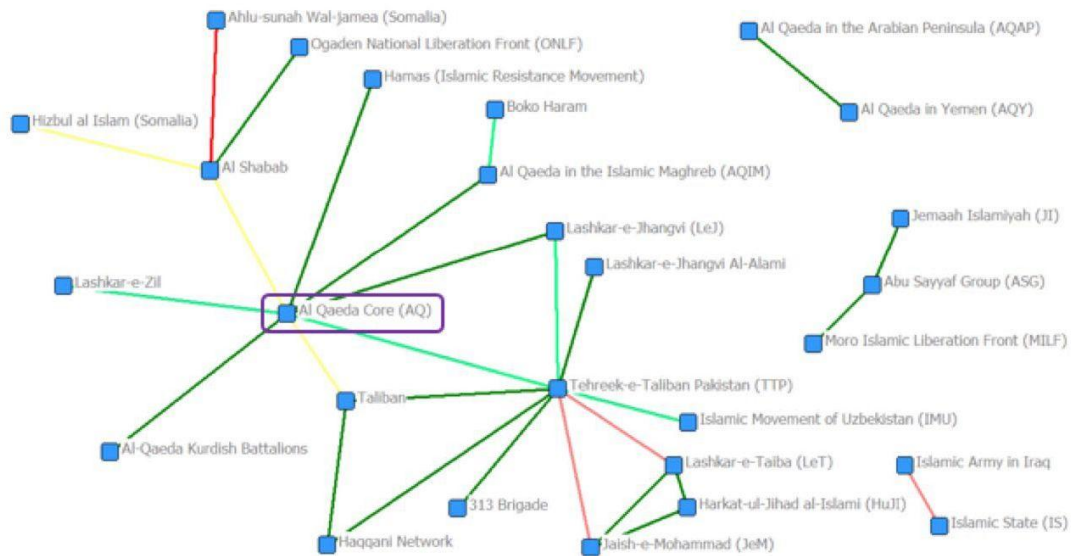 Ahlu-sunah Wal-jamea (Somalia)
Ogaden National Liberation Front (ONLF)
Al Qaeda in the Arabian Peninsula (AQAP)
Hamas (Islamic Resistance Movement)
Boko Haram
Al Qaeda in Yemen (AQY)
Hizbul al Islam (Somalia)
Al Shabab
Al Qaeda in the Islamic Maghreb (AQIM)
Jemaah Islamiyah (JI)
Lashkar-e-Jhangvi (LeJ)
Lashkar-e-Jhangvi Al-Alami
Lashkar-e-Zil
Abu Sayyaf Group (ASG)
Al Qaeda Core (AQ)
Moro Islamic Liberation Front (MILF)
Tehreek-e-Taliban Pakistan (TTP)
Taliban
Islamic Movement of Uzbekistan (IMU)
Al-Qaeda Kurdish Battalions
Lashkar-e-Taiba (LeT)
Islamic Army in Iraq
313 Brigade
Harkat-ul-Jihad al-Islami (HuJI)
Islamic State (IS)
Haqqani Network
Jaish-e-Mohammad (JeM)